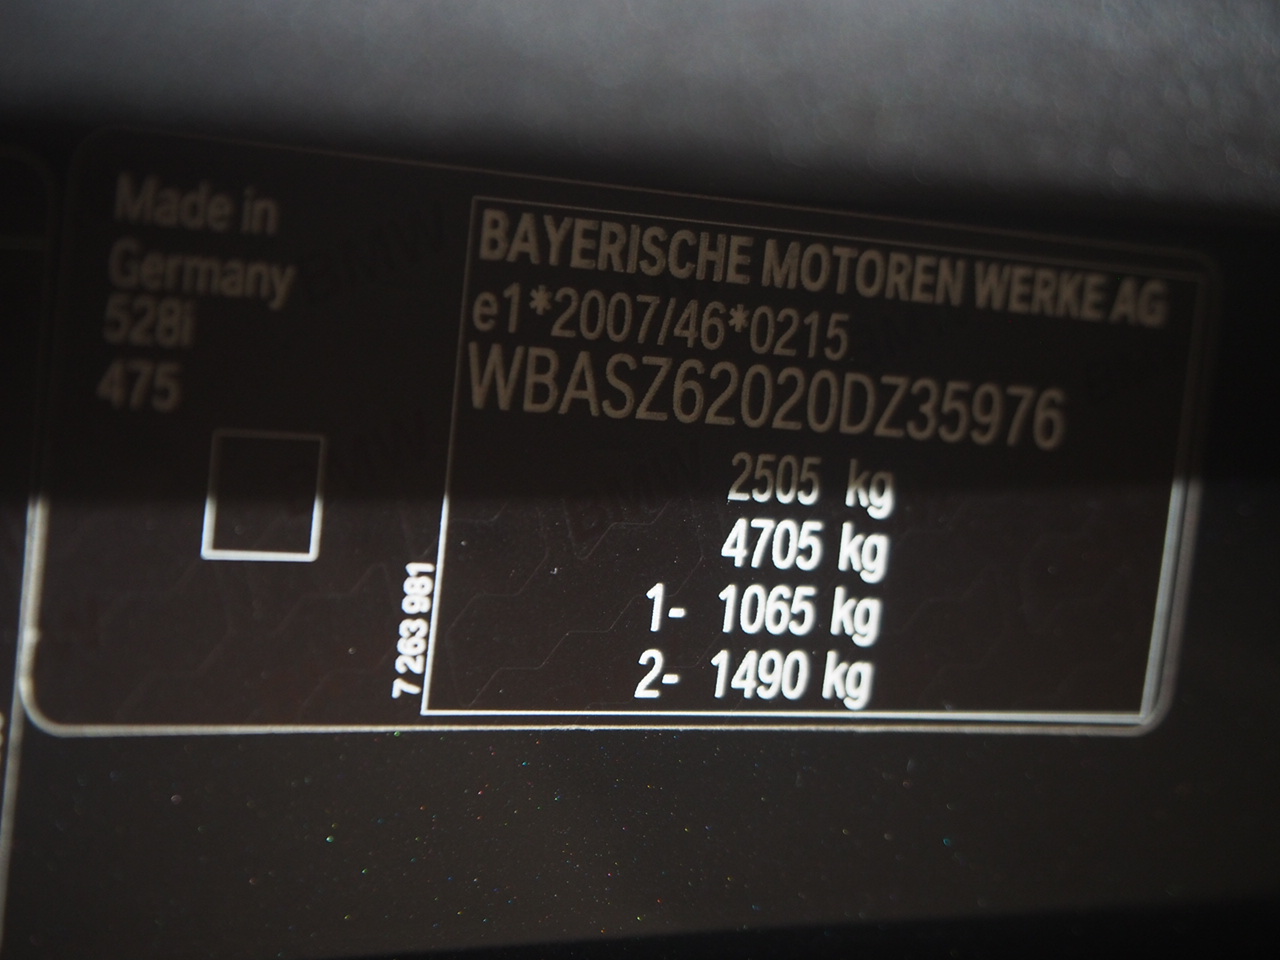 Made in
Germany
528i
475
BAYERISCHE MOTOREN WERKE AG
e1*2007/46*0215
WBASZ62020DZ35976
2505 kg
4705 kg
1- 1065 kg
2- 1490 kg
7 263 981